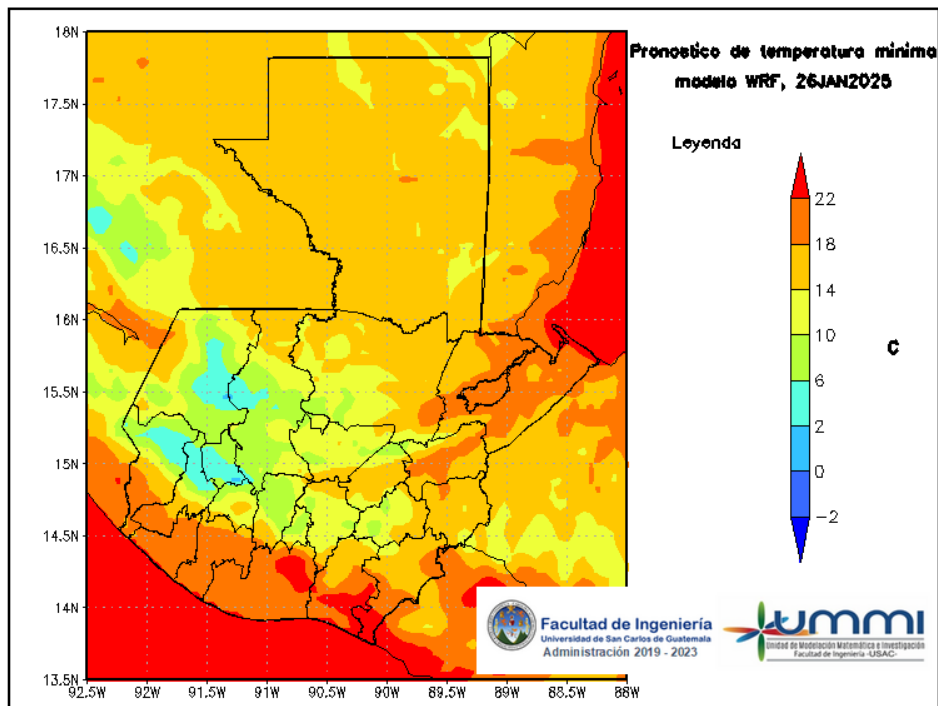 Pronostico de temperatura minima
modelo WRF, 26JAN2025
Leyenda
22
18
14
10
6
2
0
−2
C
18N
17.5N
17N
16.5N
16N
15.5N
15N
14.5N
14N
13.5N
92.5W 92W 91.5W 91W 90.5W 90W 89.5W 89W 88.5W 88W
Facultad de Ingeniería
Universidad de San Carlos de Guatemala
Administración 2019 - 2023
UMMI
Unidad de Modelación Matemática e Investigación
Facultad de Ingeniería -USAC-